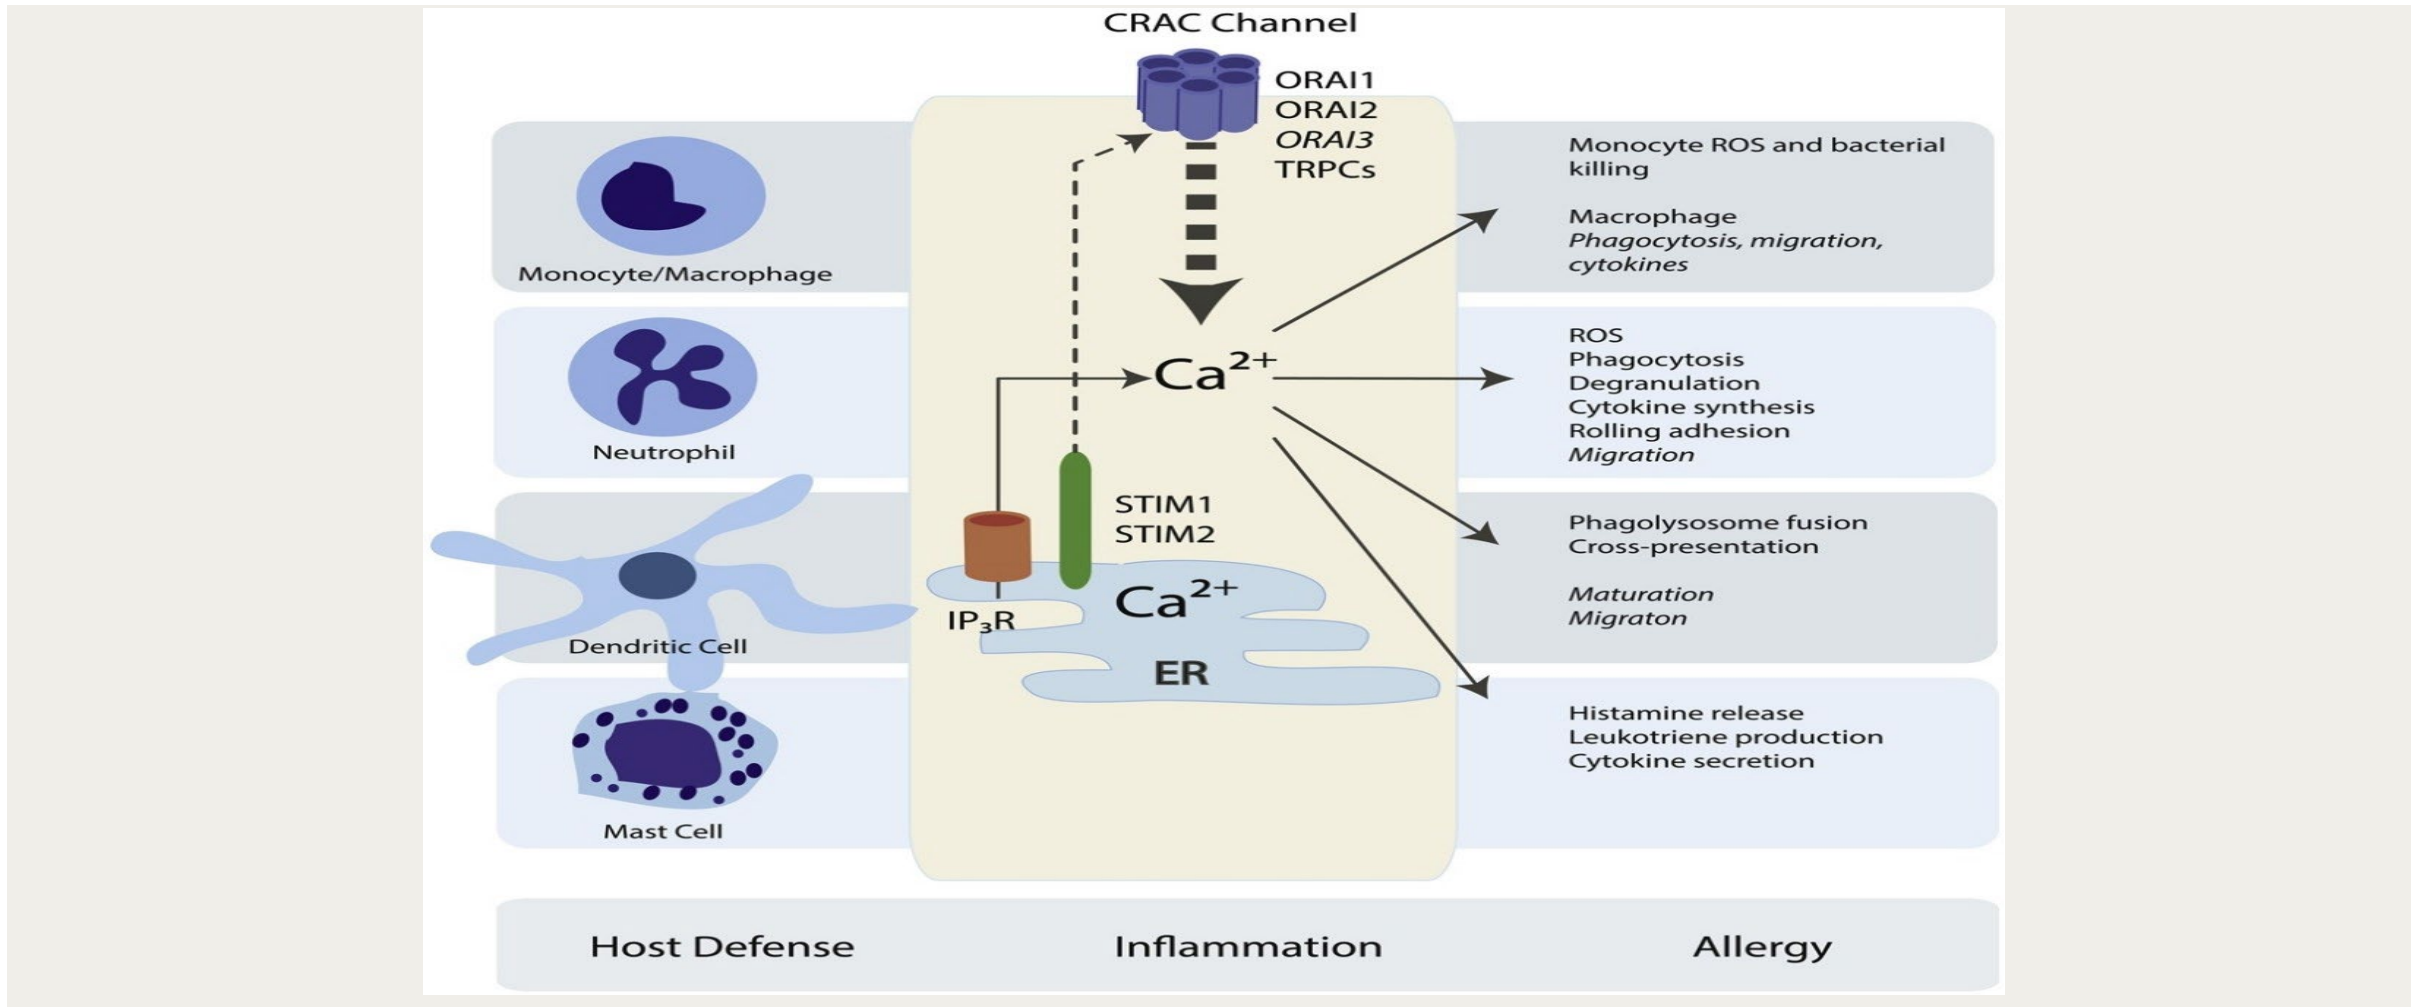 CRAC Channel
ORAI1
ORAI2
ORAI3
TRPCs
Monocyte/Macrophage
Monocyte ROS and bacterial
killing
Macrophage
Phagocytosis, migration,
cytokines
Neutrophil
Ca²⁺
ROS
Phagocytosis
Degranulation
Cytokine synthesis
Rolling adhesion
Migration
Dendritic Cell
STIM1
STIM2
IP₃R
Ca²⁺
ER
Phagolysosome fusion
Cross-presentation
Maturation
Migraton
Mast Cell
Histamine release
Leukotriene production
Cytokine secretion
Host Defense
Inflammation
Allergy